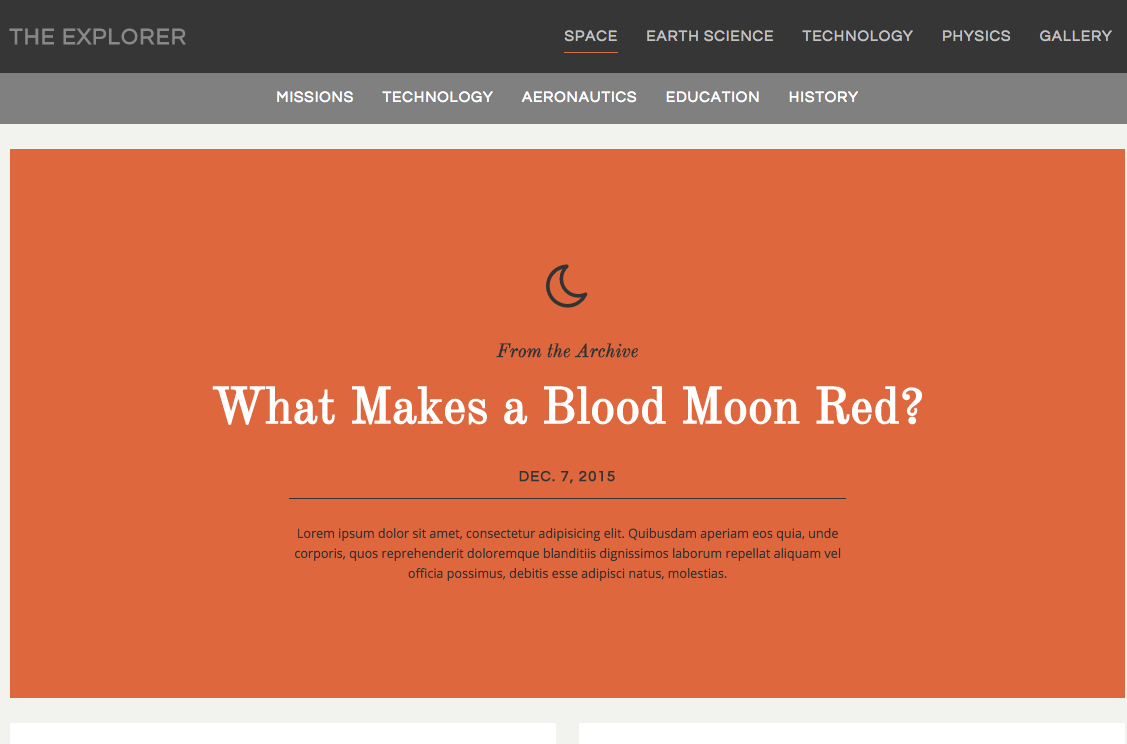 THE EXPLORER
SPACE EARTH SCIENCE TECHNOLOGY PHYSICS GALLERY
MISSIONS TECHNOLOGY AERONAUTICS EDUCATION HISTORY
From the Archive
What Makes a Blood Moon Red?
DEC. 7, 2015
Lorem ipsum dolor sit amet, consectetur adipisicing elit. Quibusdam aperiam eos quia, unde
corporis, quos reprehenderit doloremque blanditiis dignissimos laborum repellat aliquam vel
officia possimus, debitis esse adipisci natus, molestias.